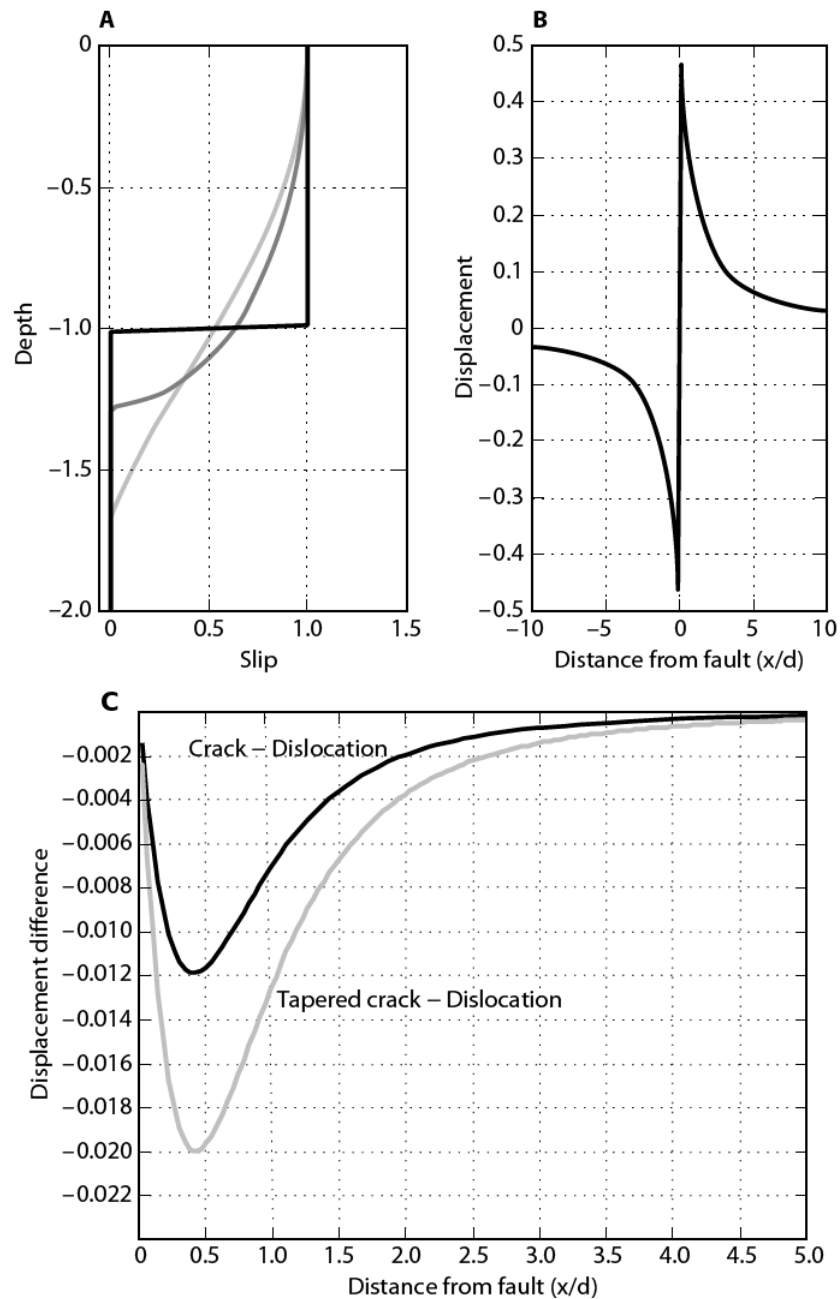 A
0
−0.5
−1.0
−1.5
−2.0
Depth
0 0.5 1.0 1.5
Slip
B
0.5
0.4
0.3
0.2
0.1
0
−0.1
−0.2
−0.3
−0.4
−0.5
Displacement
−10 −5 0 5 10
Distance from fault (x/d)
C
−0.002
−0.004
−0.006
−0.008
−0.010
−0.012
−0.014
−0.016
−0.018
−0.020
−0.022
Displacement difference
Crack – Dislocation
Tapered crack – Dislocation
0 0.5 1.0 1.5 2.0 2.5 3.0 3.5 4.0 4.5 5.0
Distance from fault (x/d)